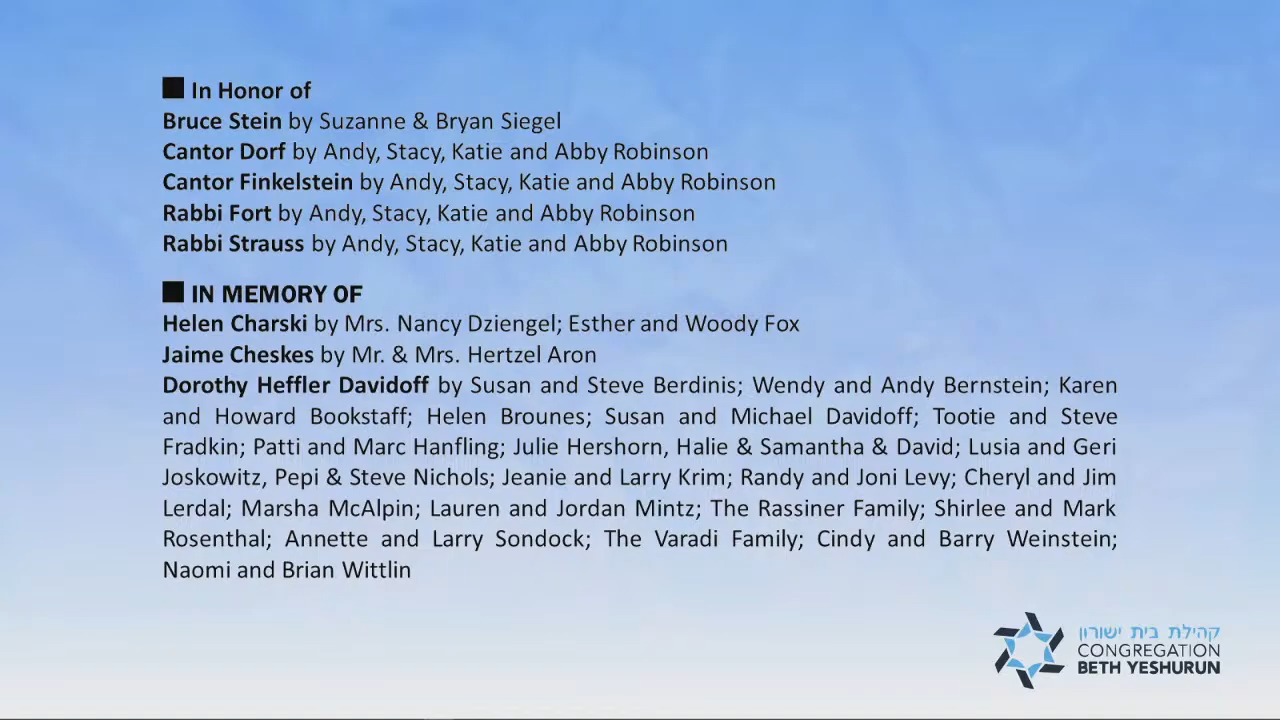 ■ In Honor of
Bruce Stein by Suzanne & Bryan Siegel
Cantor Dorf by Andy, Stacy, Katie and Abby Robinson
Cantor Finkelstein by Andy, Stacy, Katie and Abby Robinson
Rabbi Fort by Andy, Stacy, Katie and Abby Robinson
Rabbi Strauss by Andy, Stacy, Katie and Abby Robinson
■ IN MEMORY OF
Helen Charski by Mrs. Nancy Dziengel; Esther and Woody Fox
Jaime Cheskes by Mr. & Mrs. Hertzel Aron
Dorothy Heffler Davidoff by Susan and Steve Berdinis; Wendy and Andy Bernstein; Karen
and Howard Bookstaff; Helen Brounes; Susan and Michael Davidoff; Tootie and Steve
Fradkin; Patti and Marc Hanfling; Julie Hershorn, Halie & Samantha & David; Lusia and Geri
Joskowitz, Pepi & Steve Nichols; Jeanie and Larry Krim; Randy and Joni Levy; Cheryl and Jim
Lerdal; Marsha McAlpin; Lauren and Jordan Mintz; The Rassiner Family; Shirlee and Mark
Rosenthal; Annette and Larry Sondock; The Varadi Family; Cindy and Barry Weinstein;
Naomi and Brian Wittlin
קהילת בית ישורון
CONGREGATION
BETH YESHURUN